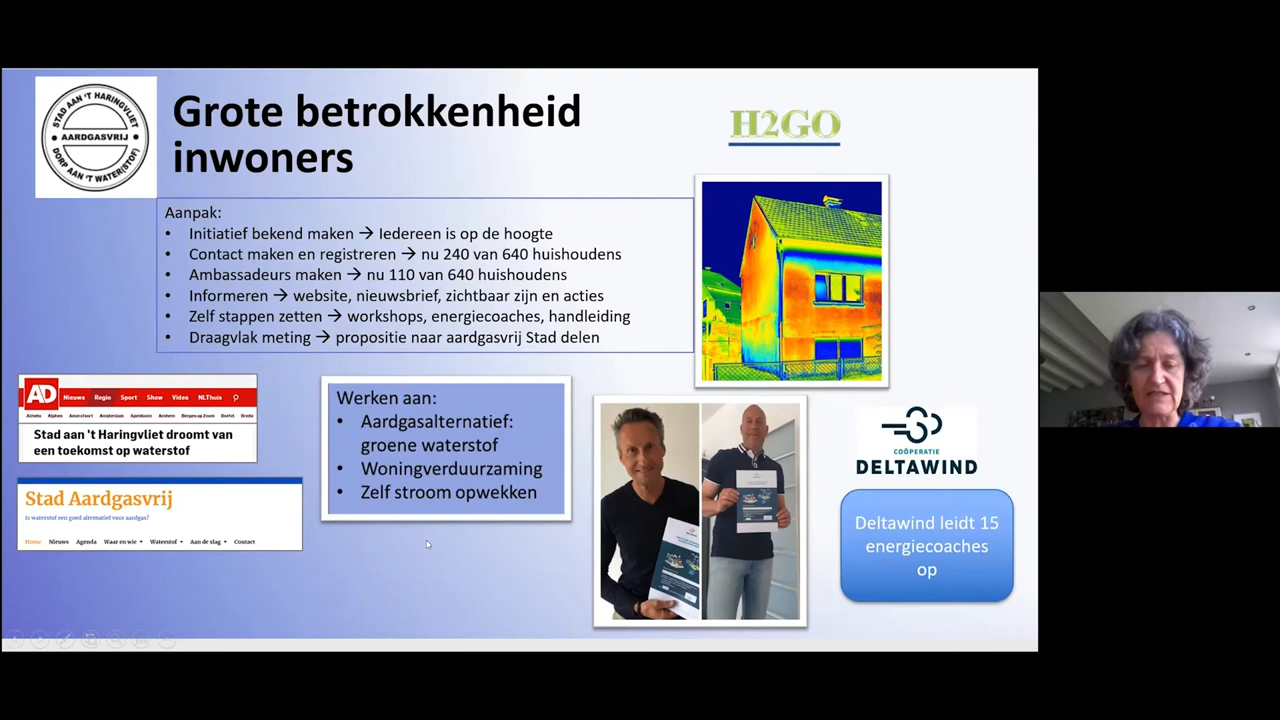 STAD AAN 'T HARINGVLIET
AARDGASVRIJ
DORP AAN 'T WATER(STOF)
Grote betrokkenheid
inwoners
H2GO
Aanpak:
• Initiatief bekend maken → Iedereen is op de hoogte
• Contact maken en registreren → nu 240 van 640 huishoudens
• Ambassadeurs maken → nu 110 van 640 huishoudens
• Informeren → website, nieuwsbrief, zichtbaar zijn en acties
• Zelf stappen zetten → workshops, energiecoaches, handleiding
• Draagvlak meting → propositie naar aardgasvrij Stad delen
AD Nieuws Regio Sport Show Video NLThuis
Almelo Alphen Amersfoort Amsterdam Apeldoorn Arnhem Bergen op Zoom Breda
Stad aan 't Haringvliet droomt van
een toekomst op waterstof
Stad Aardgasvrij
Is waterstof een goed alternatief voor aardgas?
Home Nieuws Agenda Waar en wie Waterstof Aan de slag Contact
Werken aan:
• Aardgasalternatief:
groene waterstof
• Woningverduurzaming
• Zelf stroom opwekken
COÖPERATIE
DELTAWIND
Deltawind leidt 15
energiecoaches
op